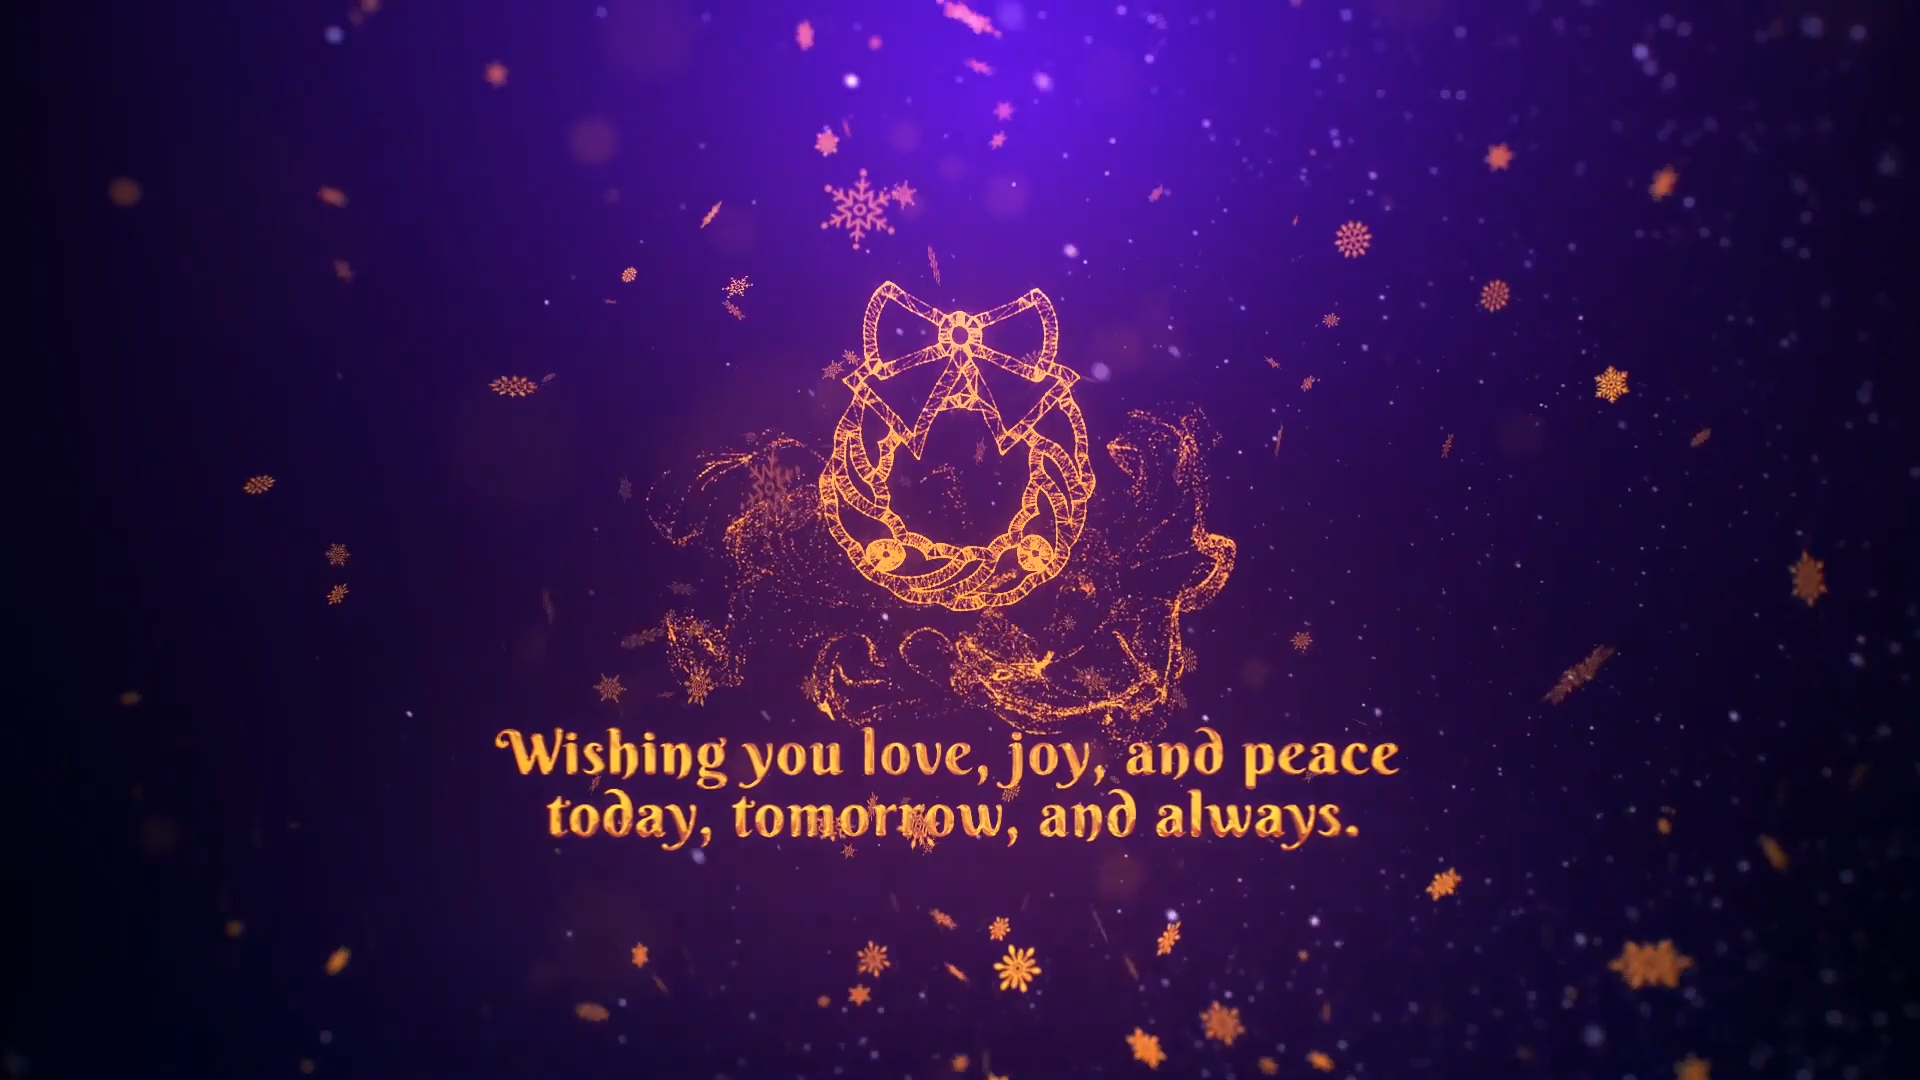 Wishing you love, joy, and peace
today, tomorrow, and always.